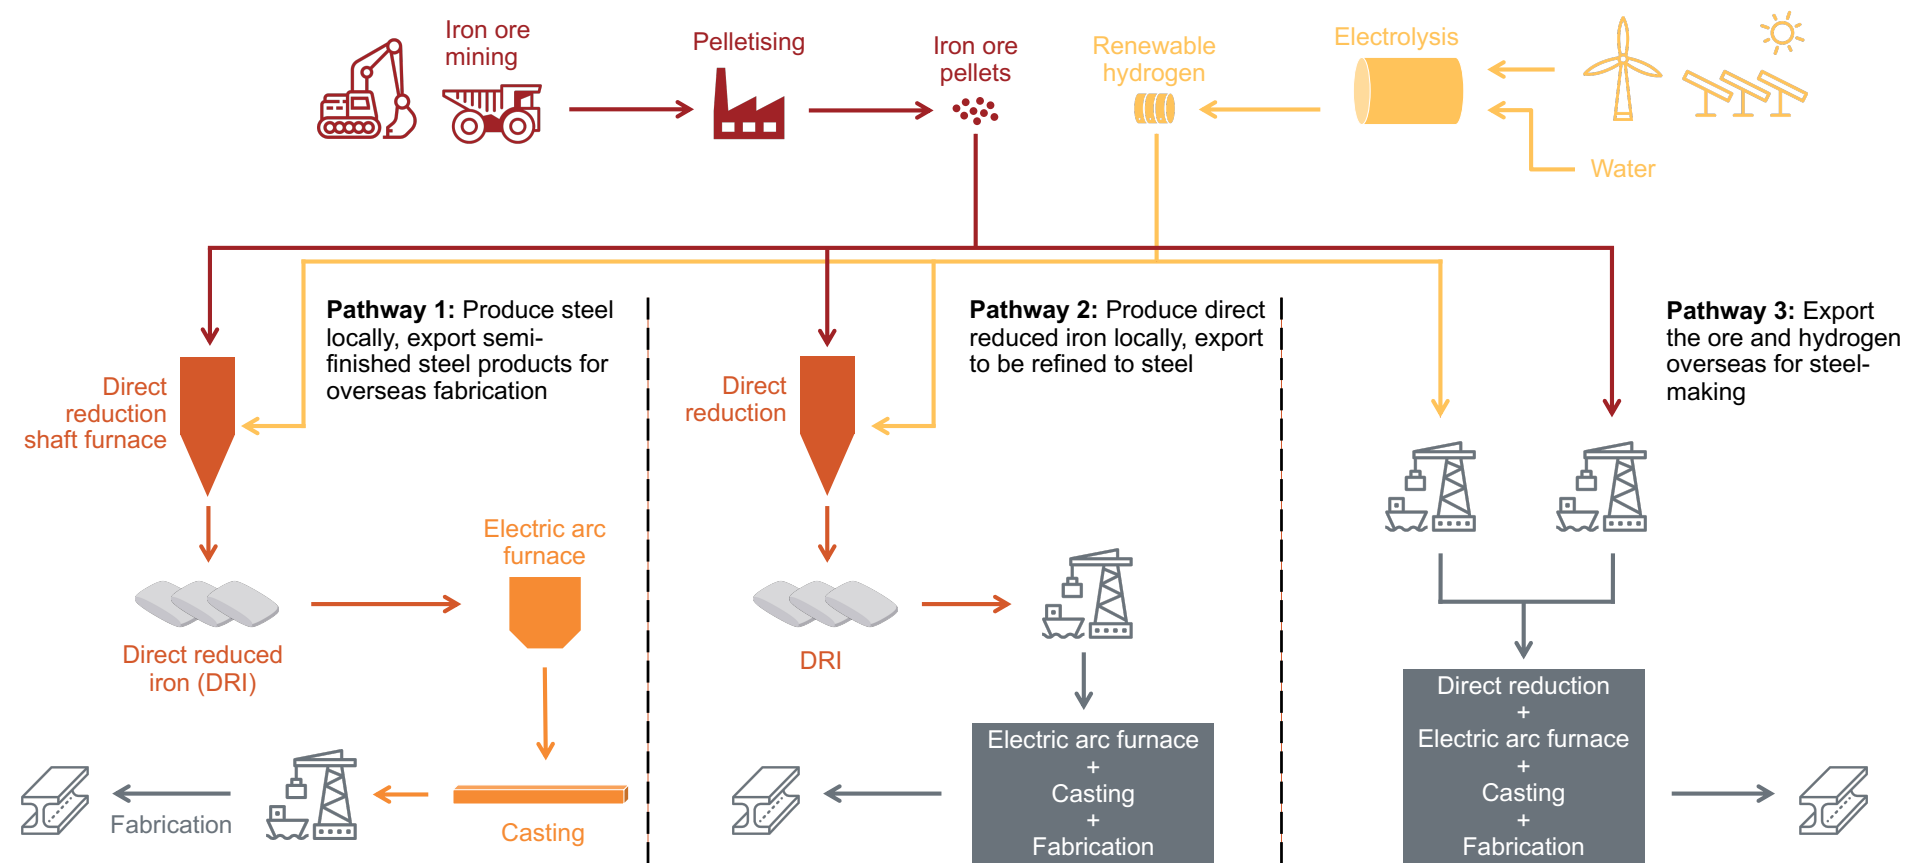 Iron ore
mining
Pelletising
Iron ore
pellets
Renewable
hydrogen
Electrolysis
Water
Pathway 1: Produce steel
locally, export semi-
finished steel products for
overseas fabrication
Direct
reduction
shaft furnace
Direct reduced
iron (DRI)
Electric arc
furnace
Casting
Fabrication
Pathway 2: Produce direct
reduced iron locally, export
to be refined to steel
Direct
reduction
DRI
Electric arc furnace
+
Casting
+
Fabrication
Pathway 3: Export
the ore and hydrogen
overseas for steel-
making
Direct reduction
+
Electric arc furnace
+
Casting
+
Fabrication